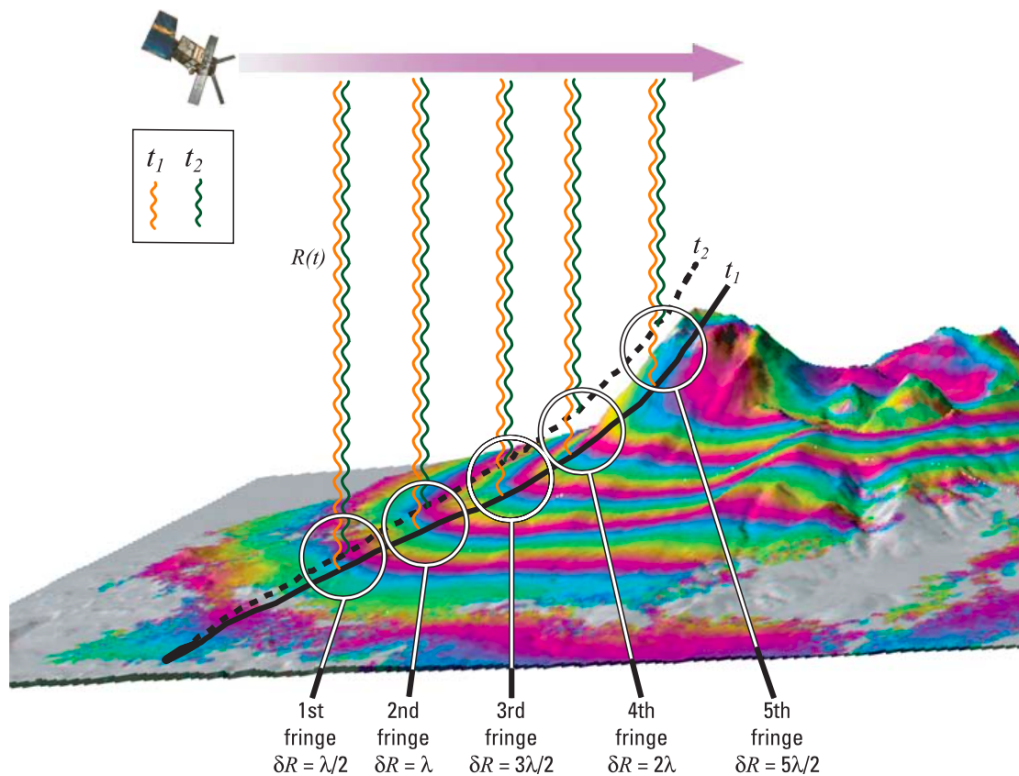 t₁ t₂
R(t)
t₂
t₁
1st
fringe
δR = λ/2
2nd
fringe
δR = λ
3rd
fringe
δR = 3λ/2
4th
fringe
δR = 2λ
5th
fringe
δR = 5λ/2